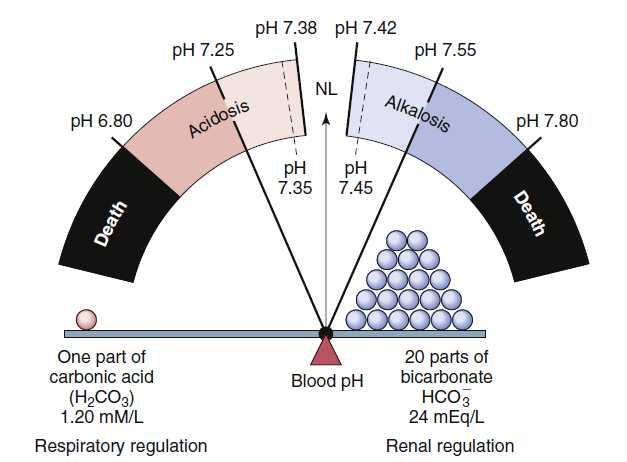 pH 7.38
pH 7.42
pH 7.25
pH 7.55
NL
pH 6.80
Acidosis
Alkalosis
pH 7.80
pH
7.35
pH
7.45
Death
Death
One part of
carbonic acid
(H₂CO₃)
1.20 mM/L
Respiratory regulation
Blood pH
20 parts of
bicarbonate
HCO₃⁻
24 mEq/L
Renal regulation